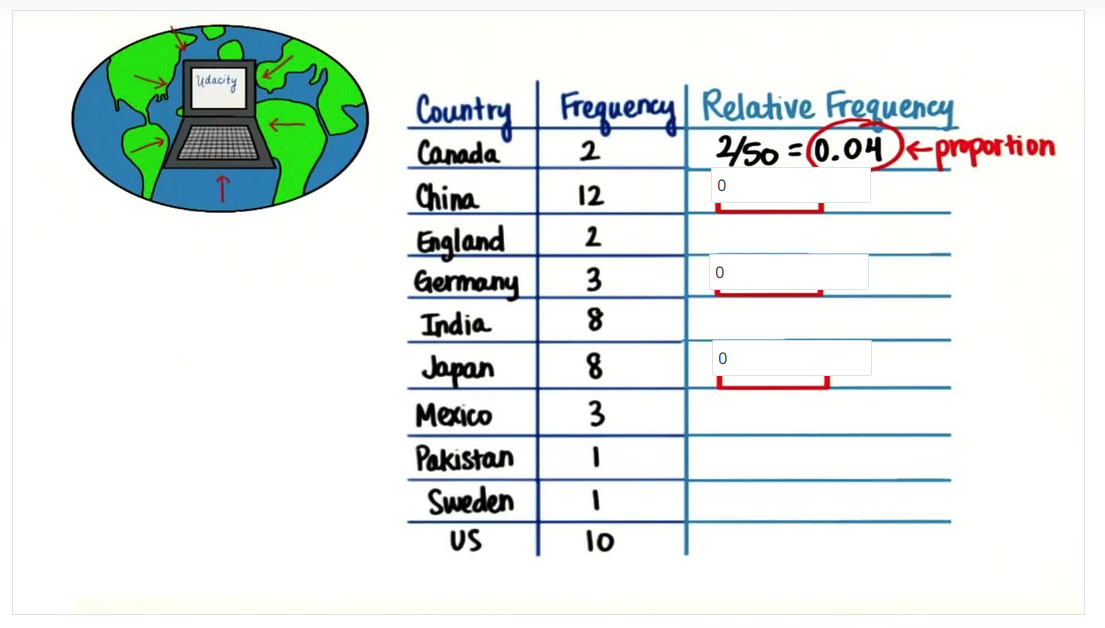 Udacity
Country Frequency Relative Frequency
Canada 2 2/50 = 0.04 ←proportion
China 12 0
England 2
Germany 3 0
India 8
Japan 8 0
Mexico 3
Pakistan 1
Sweden 1
US 10